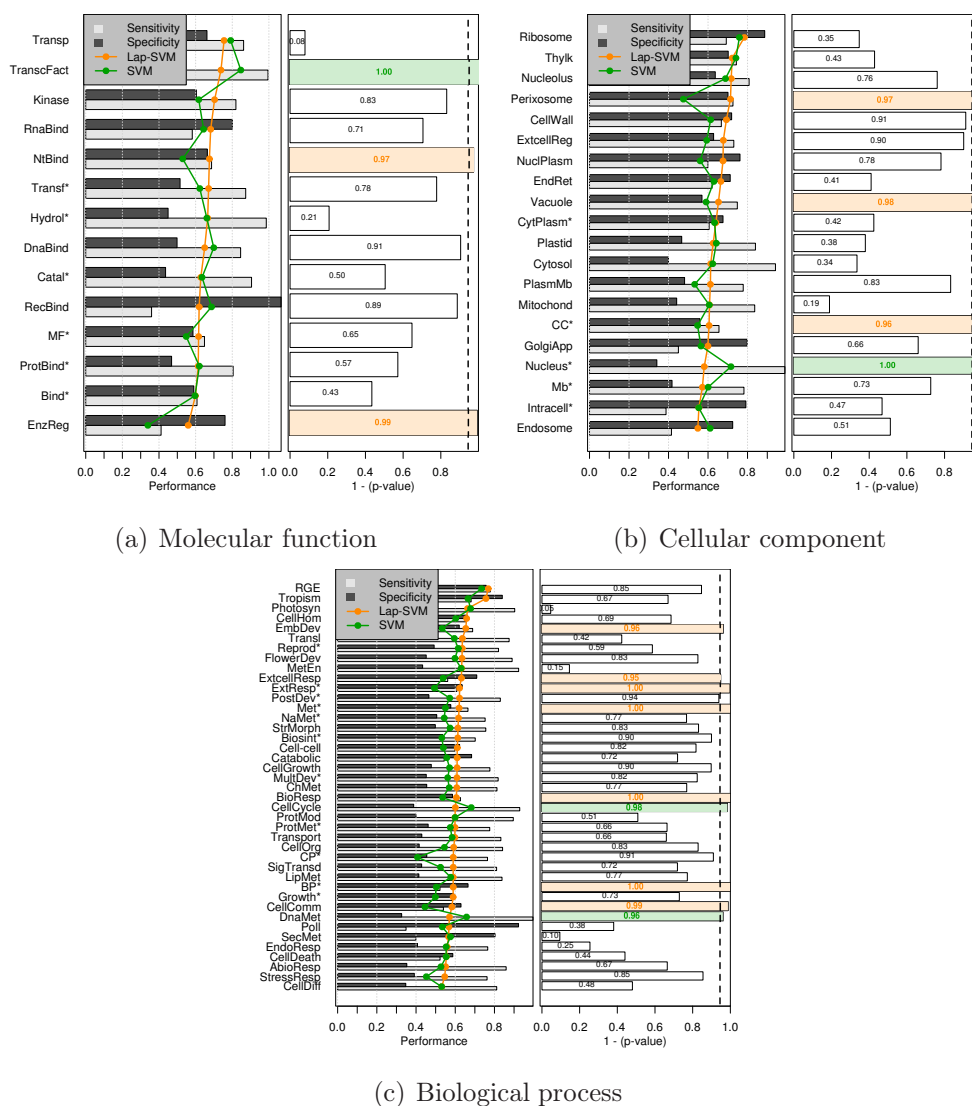 Sensitivity
Specificity
Lap-SVM
SVM
Transp
TranscFact
Kinase
RnaBind
NtBind
Transf*
Hydrol*
DnaBind
Catal*
RecBind
MF*
ProtBind*
Bind*
EnzReg
0.08
1.00
0.83
0.71
0.97
0.78
0.21
0.91
0.50
0.89
0.65
0.57
0.43
0.99
0.0 0.2 0.4 0.6 0.8 1.0
Performance
0.0 0.2 0.4 0.6 0.8
1 - (p-value)
(a) Molecular function
Sensitivity
Specificity
Lap-SVM
SVM
Ribosome
Thylk
Nucleolus
Perixosome
CellWall
ExtcellReg
NuclPlasm
EndRet
Vacuole
CytPlasm*
Plastid
Cytosol
PlasmMb
Mitochond
CC*
GolgiApp
Nucleus*
Mb*
Intracell*
Endosome
0.35
0.43
0.76
0.97
0.91
0.90
0.78
0.41
0.98
0.42
0.38
0.34
0.83
0.19
0.96
0.66
1.00
0.73
0.47
0.51
0.0 0.2 0.4 0.6 0.8
Performance
0.0 0.2 0.4 0.6 0.8
1 - (p-value)
(b) Cellular component
Sensitivity
Specificity
Lap-SVM
SVM
RGE
Tropism
Photosyn
CellHom
EmbDev
Transl
Reprod*
FlowerDev
MetEn
ExtcellResp
ExtResp*
PostDev*
Met*
NaMet*
StrMorph
Biosint*
Cell-cell
Catabolic
CellGrowth
MultDev*
ChMet
BioResp
CellCycle
ProtMod
ProtMet*
Transport
CellOrg
CP*
SigTransd
LipMet
BP*
Growth*
CellComm
DnaMet
Poll
SecMet
EndoResp
CellDeath
AbioResp
StressResp
CellDiff
0.85
0.67
0.05
0.69
0.96
0.42
0.59
0.83
0.15
0.95
1.00
0.94
1.00
0.77
0.83
0.90
0.82
0.72
0.90
0.82
0.77
1.00
0.98
0.51
0.66
0.66
0.83
0.91
0.72
0.77
1.00
0.73
0.99
0.96
0.38
0.10
0.25
0.44
0.67
0.85
0.48
0.0 0.2 0.4 0.6 0.8
Performance
0.0 0.2 0.4 0.6 0.8 1.0
1 - (p-value)
(c) Biological process